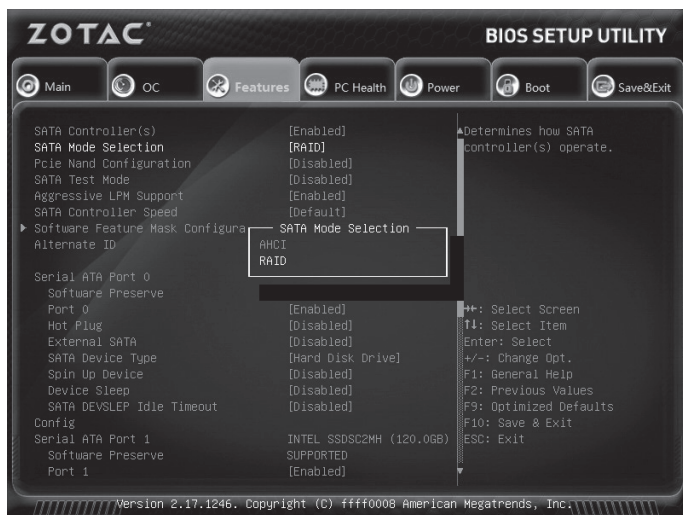 ZOTAC
BIOS SETUP UTILITY
Main
OC
Features
PC Health
Power
Boot
Save&Exit
SATA Controller(s) [Enabled]
SATA Mode Selection [RAID]
Pcie Nand Configuration [Disabled]
SATA Test Mode [Disabled]
Aggressive LPM Support [Enabled]
SATA Controller Speed [Default]
Software Feature Mask Configura
Alternate ID
SATA Mode Selection
AHCI
RAID
Serial ATA Port 0
Software Preserve
Port 0 [Enabled]
Hot Plug [Disabled]
External SATA [Disabled]
SATA Device Type [Hard Disk Drive]
Spin Up Device [Disabled]
Device Sleep [Disabled]
SATA DEVSLEP Idle Timeout [Disabled]
Config
Serial ATA Port 1 INTEL SSDSC2MH (120.0GB)
Software Preserve SUPPORTED
Port 1 [Enabled]
Determines how SATA
controller(s) operate.
→←: Select Screen
↑↓: Select Item
Enter: Select
+/-: Change Opt.
F1: General Help
F2: Previous Values
F9: Optimized Defaults
F10: Save & Exit
ESC: Exit
Version 2.17.1246. Copyright (C) ffff0008 American Megatrends, Inc.